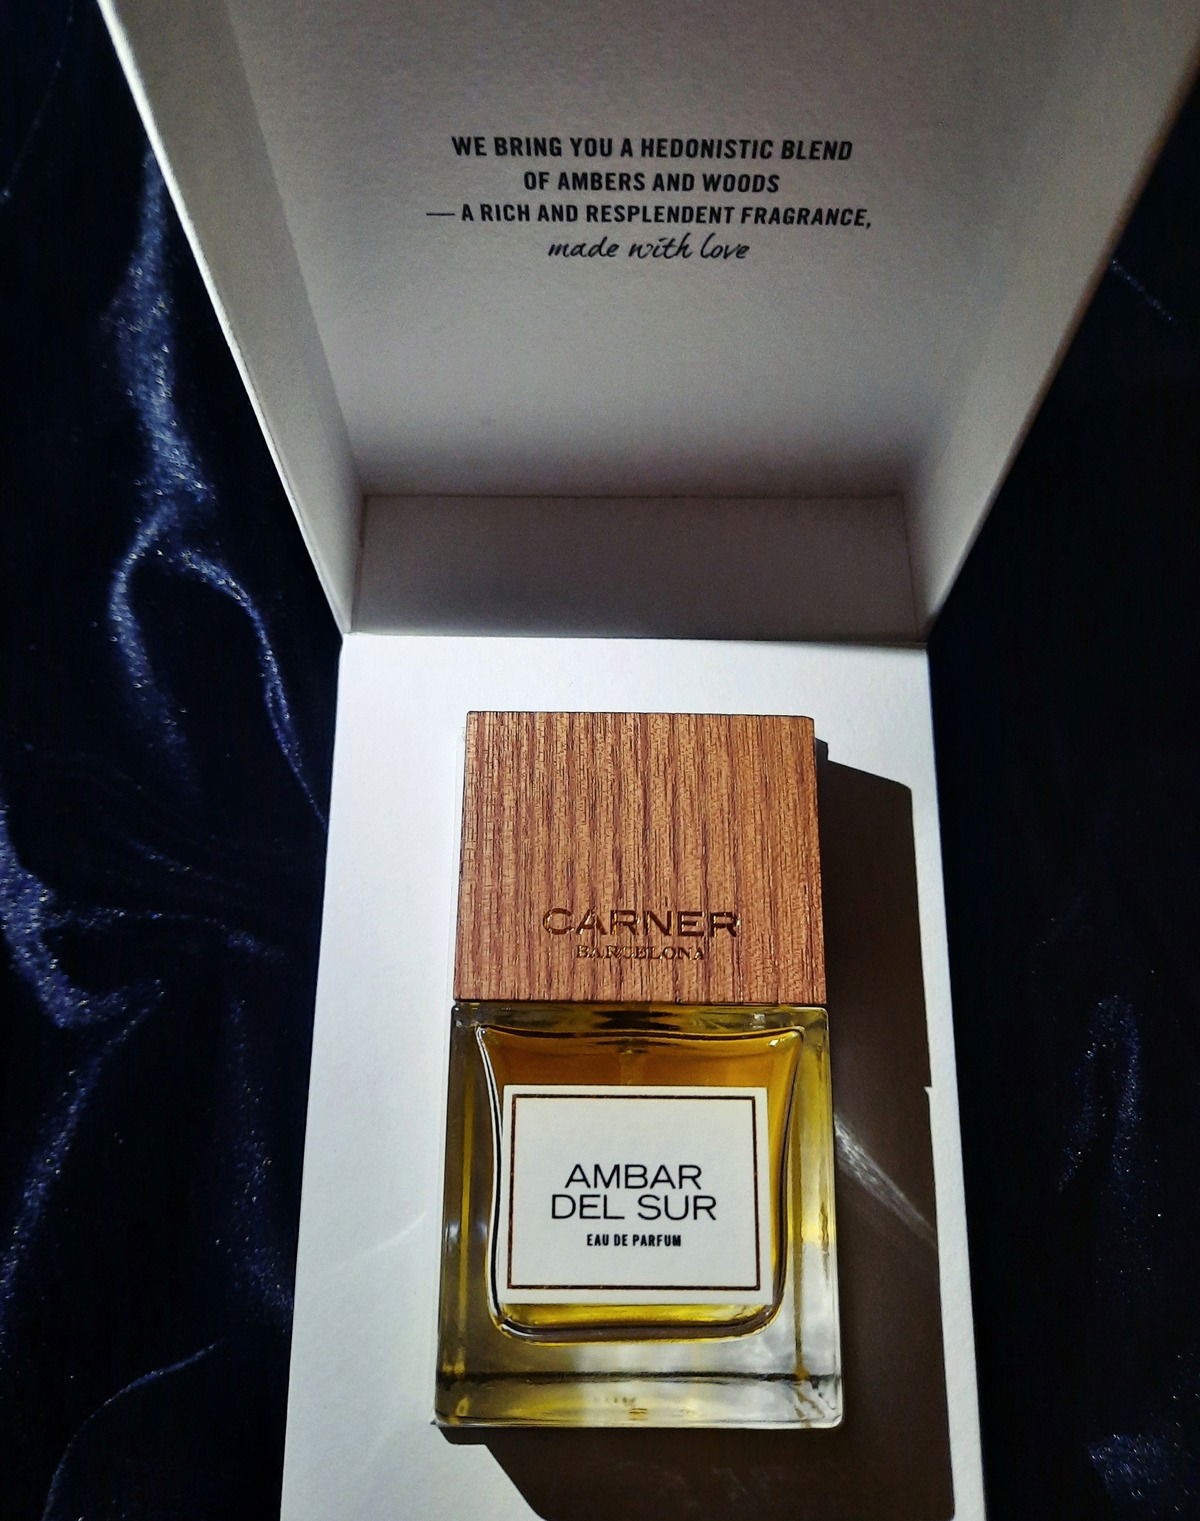 WE BRING YOU A HEDONISTIC BLEND
OF AMBERS AND WOODS
— A RICH AND RESPLENDENT FRAGRANCE,
made with love
CARNER
BARCELONA
AMBAR
DEL SUR
EAU DE PARFUM